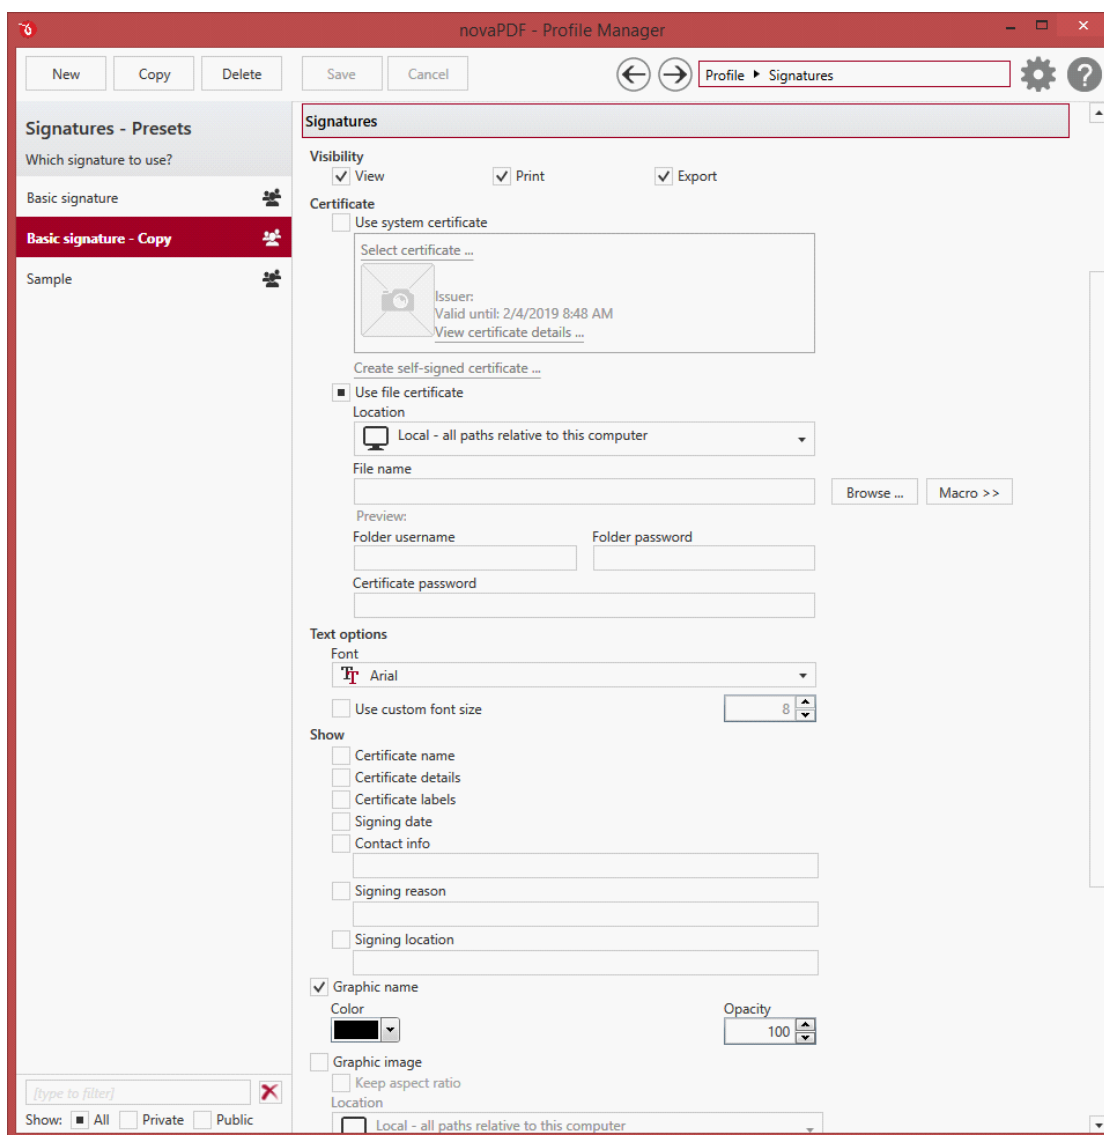 novaPDF - Profile Manager
New Copy Delete Save Cancel Profile Signatures ?
Signatures - Presets
Which signature to use?
Basic signature
Basic signature - Copy
Sample
[type to filter]
Show: All Private Public
Signatures
Visibility
View Print Export
Certificate
Use system certificate
Select certificate ...
Issuer:
Valid until: 2/4/2019 8:48 AM
View certificate details ...
Create self-signed certificate ...
Use file certificate
Location
Local - all paths relative to this computer
File name
Browse ... Macro >>
Preview:
Folder username Folder password
Certificate password
Text options
Font
Arial
Use custom font size 8
Show
Certificate name
Certificate details
Certificate labels
Signing date
Contact info
Signing reason
Signing location
Graphic name
Color Opacity
100
Graphic image
Keep aspect ratio
Location
Local - all paths relative to this computer